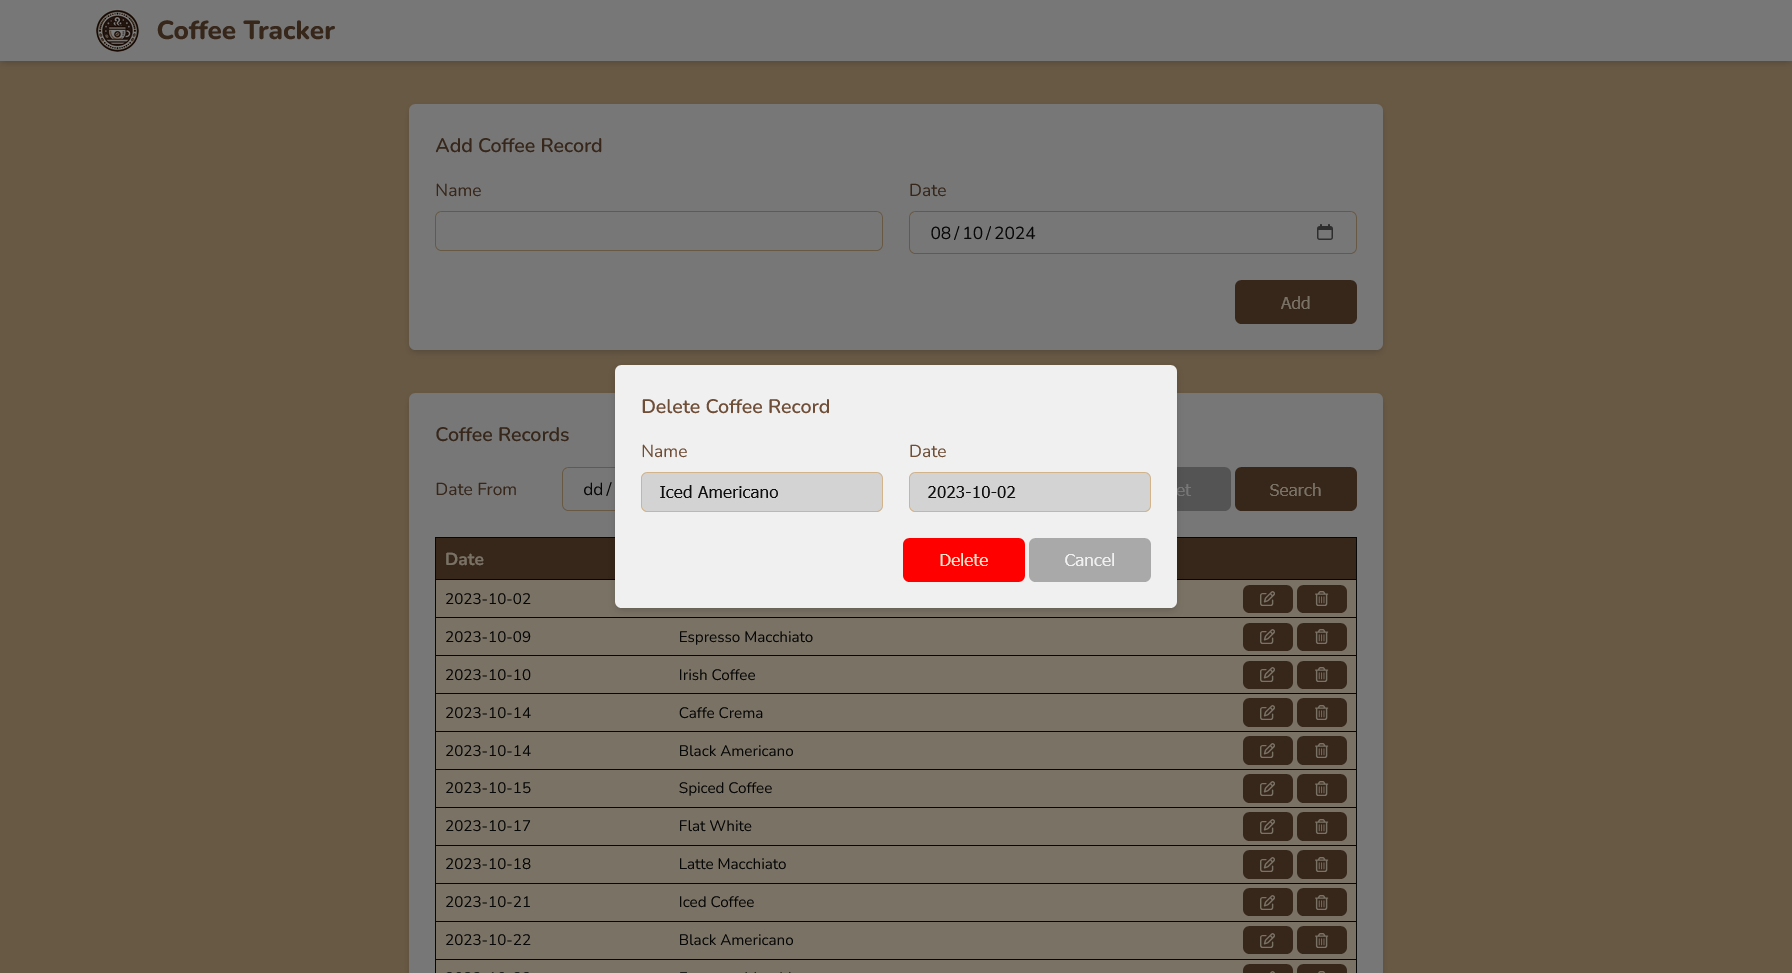 Coffee Tracker
Add Coffee Record
Name
Date
08/10/2024
Add
Delete Coffee Record
Name
Date
Iced Americano
2023-10-02
Delete
Cancel
Coffee Records
Date From
dd/
et
Search
Date
2023-10-02
2023-10-09 Espresso Macchiato
2023-10-10 Irish Coffee
2023-10-14 Caffe Crema
2023-10-14 Black Americano
2023-10-15 Spiced Coffee
2023-10-17 Flat White
2023-10-18 Latte Macchiato
2023-10-21 Iced Coffee
2023-10-22 Black Americano